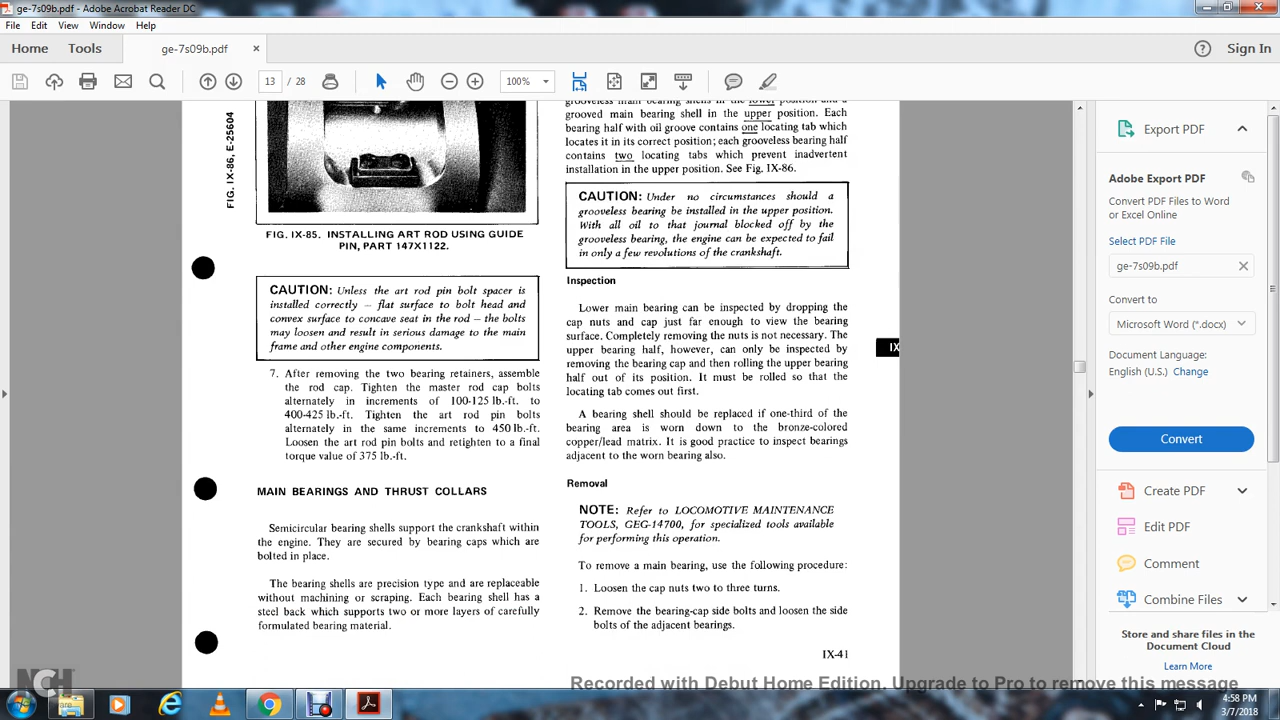 ge-7s09b.pdf - Adobe Acrobat Reader DC
File Edit View Window Help
Home Tools ge-7s09b.pdf × Sign In
13 / 28 100%
FIG. IX-86, E-25604
FIG. IX-85. INSTALLING ART ROD USING GUIDE
PIN, PART 147X1122.
CAUTION: Unless the art rod pin bolt spacer is
installed correctly – flat surface to bolt head and
convex surface to concave seat in the rod – the bolts
may loosen and result in serious damage to the main
frame and other engine components.
7. After removing the two bearing retainers, assemble
the rod cap. Tighten the master rod cap bolts
alternately in increments of 100-125 lb.-ft. to
400-425 lb.-ft. Tighten the art rod pin bolts
alternately in the same increments to 450 lb.-ft.
Loosen the art rod pin bolts and retighten to a final
torque value of 375 lb.-ft.
MAIN BEARINGS AND THRUST COLLARS
Semicircular bearing shells support the crankshaft within
the engine. They are secured by bearing caps which are
bolted in place.
The bearing shells are precision type and are replaceable
without machining or scraping. Each bearing shell has a
steel back which supports two or more layers of carefully
formulated bearing material.
grooveless main bearing shells in the lower position and a
grooved main bearing shell in the upper position. Each
bearing half with oil groove contains one locating tab which
locates it in its correct position; each grooveless bearing half
contains two locating tabs which prevent inadvertent
installation in the upper position. See Fig. IX-86.
CAUTION: Under no circumstances should a
grooveless bearing be installed in the upper position.
With all oil to that journal blocked off by the
grooveless bearing, the engine can be expected to fail
in only a few revolutions of the crankshaft.
Inspection
Lower main bearing can be inspected by dropping the
cap nuts and cap just far enough to view the bearing
surface. Completely removing the nuts is not necessary. The
upper bearing half, however, can only be inspected by
removing the bearing cap and then rolling the upper bearing
half out of its position. It must be rolled so that the
locating tab comes out first.
A bearing shell should be replaced if one-third of the
bearing area is worn down to the bronze-colored
copper/lead matrix. It is good practice to inspect bearings
adjacent to the worn bearing also.
Removal
NOTE: Refer to LOCOMOTIVE MAINTENANCE
TOOLS, GEG-14700, for specialized tools available
for performing this operation.
To remove a main bearing, use the following procedure:
1. Loosen the cap nuts two to three turns.
2. Remove the bearing-cap side bolts and loosen the side
bolts of the adjacent bearings.
IX-41
IX
Export PDF
Adobe Export PDF
Convert PDF Files to Word
or Excel Online
Select PDF File
ge-7s09b.pdf
Convert to
Microsoft Word (*.docx)
Document Language:
English (U.S.) Change
Convert
Create PDF
Edit PDF
Comment
Combine Files
Store and share files in the
Document Cloud
Learn More
NCH
Recorded with Debut Home Edition. Upgrade to Pro to remove this message
4:58 PM
3/7/2018